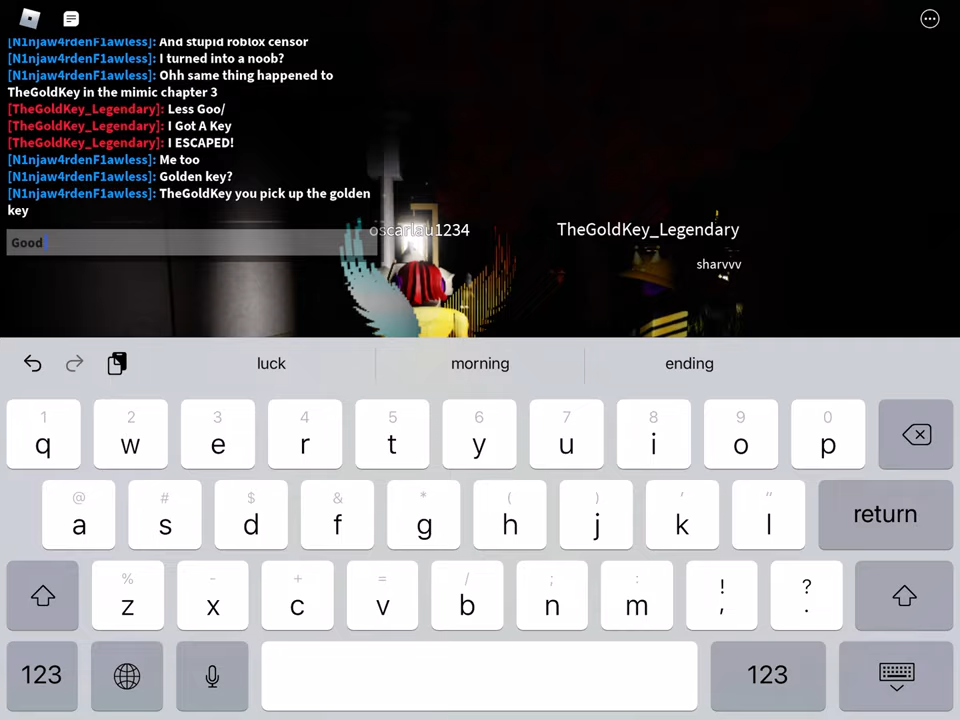 [N1njaw4rdenF1awless]: And stupid roblox censor
[N1njaw4rdenF1awless]: I turned into a noob?
[N1njaw4rdenF1awless]: Ohh same thing happened to
TheGoldKey in the mimic chapter 3
[TheGoldKey_Legendary]: Less Goo/
[TheGoldKey_Legendary]: I Got A Key
[TheGoldKey_Legendary]: I ESCAPED!
[N1njaw4rdenF1awless]: Me too
[N1njaw4rdenF1awless]: Golden key?
[N1njaw4rdenF1awless]: TheGoldKey you pick up the golden
key
oscarlau1234 TheGoldKey_Legendary
Good
sharvvv
luck morning ending
1 2 3 4 5 6 7 8 9 0
q w e r t y u i o p
@ # $ & * ( ) ' "
a s d f g h j k l return
% - + = / ; : ! ?
z x c v b n m , .
123 123